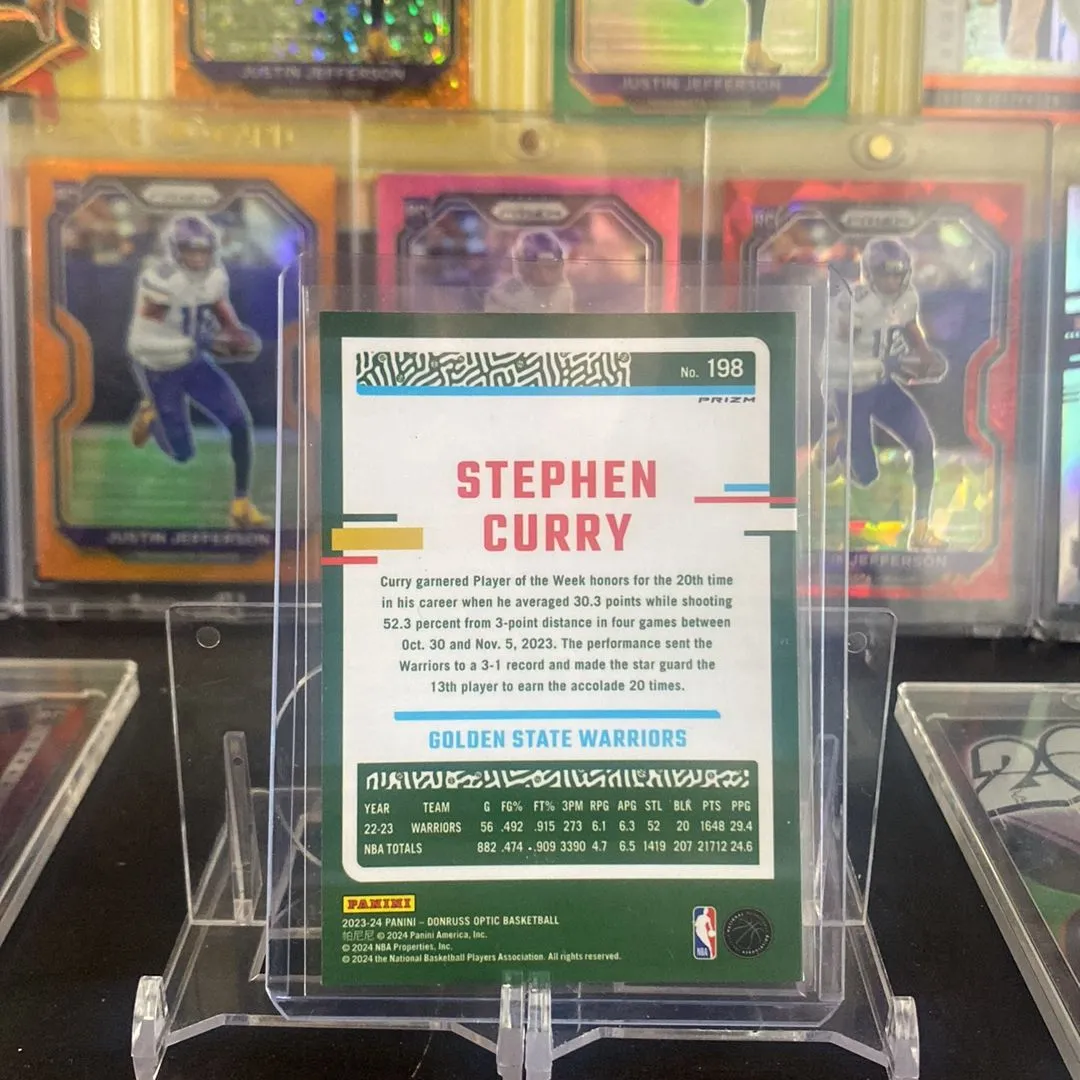 JUSTIN JEFFERSON
JUSTIN JEFFERSON
PRIZM
PRIZM
PRIZM
RC
18
18
JUSTIN JEFFERSON
JEFFERSON
No. 198
PRIZM
STEPHEN
CURRY
Curry garnered Player of the Week honors for the 20th time
in his career when he averaged 30.3 points while shooting
52.3 percent from 3-point distance in four games between
Oct. 30 and Nov. 5, 2023. The performance sent the
Warriors to a 3-1 record and made the star guard the
13th player to earn the accolade 20 times.
GOLDEN STATE WARRIORS
YEAR TEAM G FG% FT% 3PM RPG APG STL BLK PTS PPG
22-23 WARRIORS 56 .492 .915 273 6.1 6.3 52 20 1648 29.4
NBA TOTALS 882 .474 .909 3390 4.7 6.5 1419 207 21712 24.6
PANINI
2023-24 PANINI – DONRUSS OPTIC BASKETBALL
帕尼尼 © 2024 Panini America, Inc.
© 2024 NBA Properties, Inc.
© 2024 the National Basketball Players Association. All rights reserved.
NBA